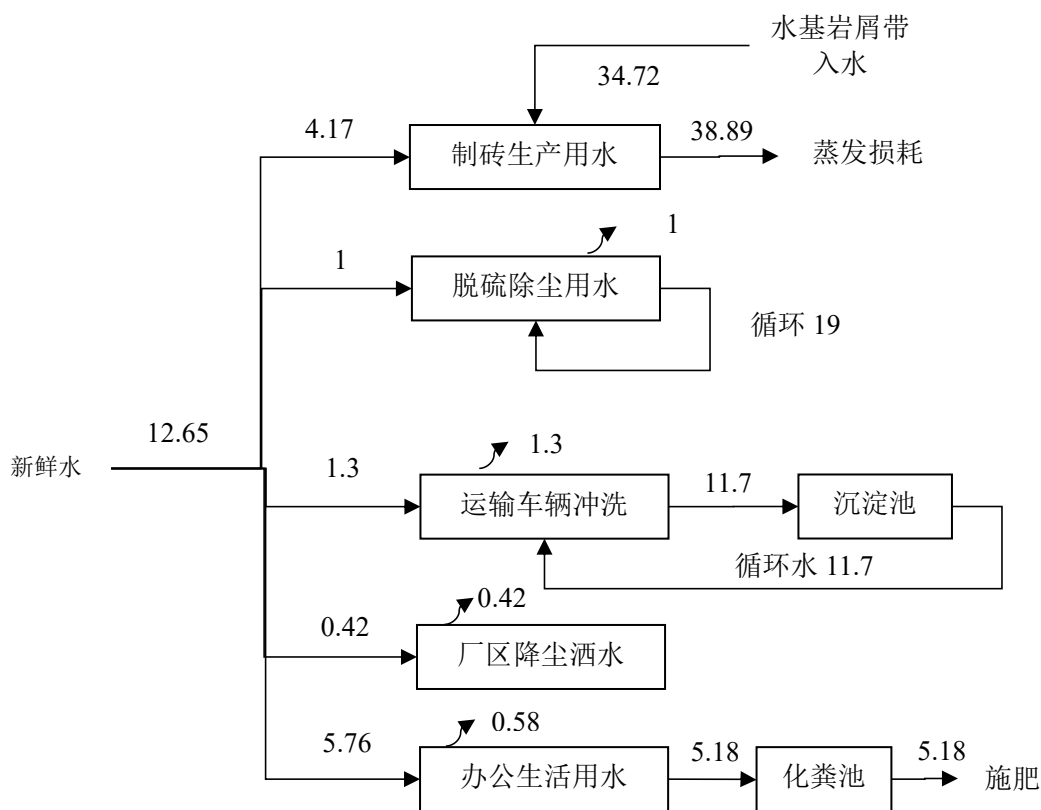 水基岩屑带
入水
34.72
4.17
38.89
制砖生产用水
蒸发损耗
1
1
脱硫除尘用水
循环 19
12.65
新鲜水
1.3
1.3
运输车辆冲洗
11.7
沉淀池
循环水 11.7
0.42
0.42
厂区降尘洒水
0.58
5.76
办公生活用水
5.18
化粪池
5.18
施肥